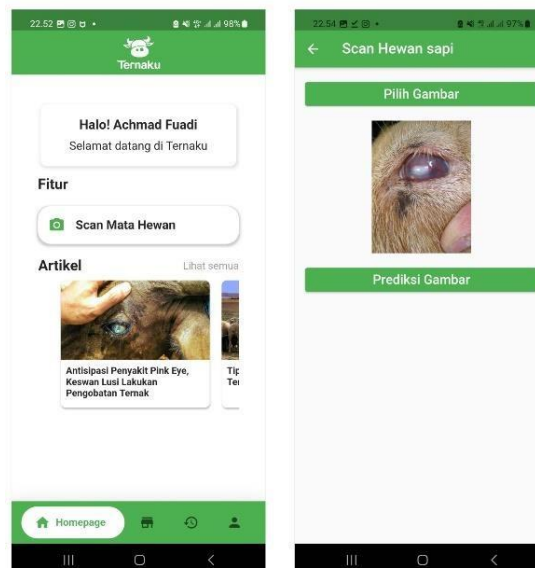 22.52
98%
Ternaku
Halo! Achmad Fuadi
Selamat datang di Ternaku
Fitur
Scan Mata Hewan
Artikel
Lihat semua
Antisipasi Penyakit Pink Eye,
Keswan Lusi Lakukan
Pengobatan Ternak
Tip
Ter
Homepage
22.54
97%
Scan Hewan sapi
Pilih Gambar
Prediksi Gambar